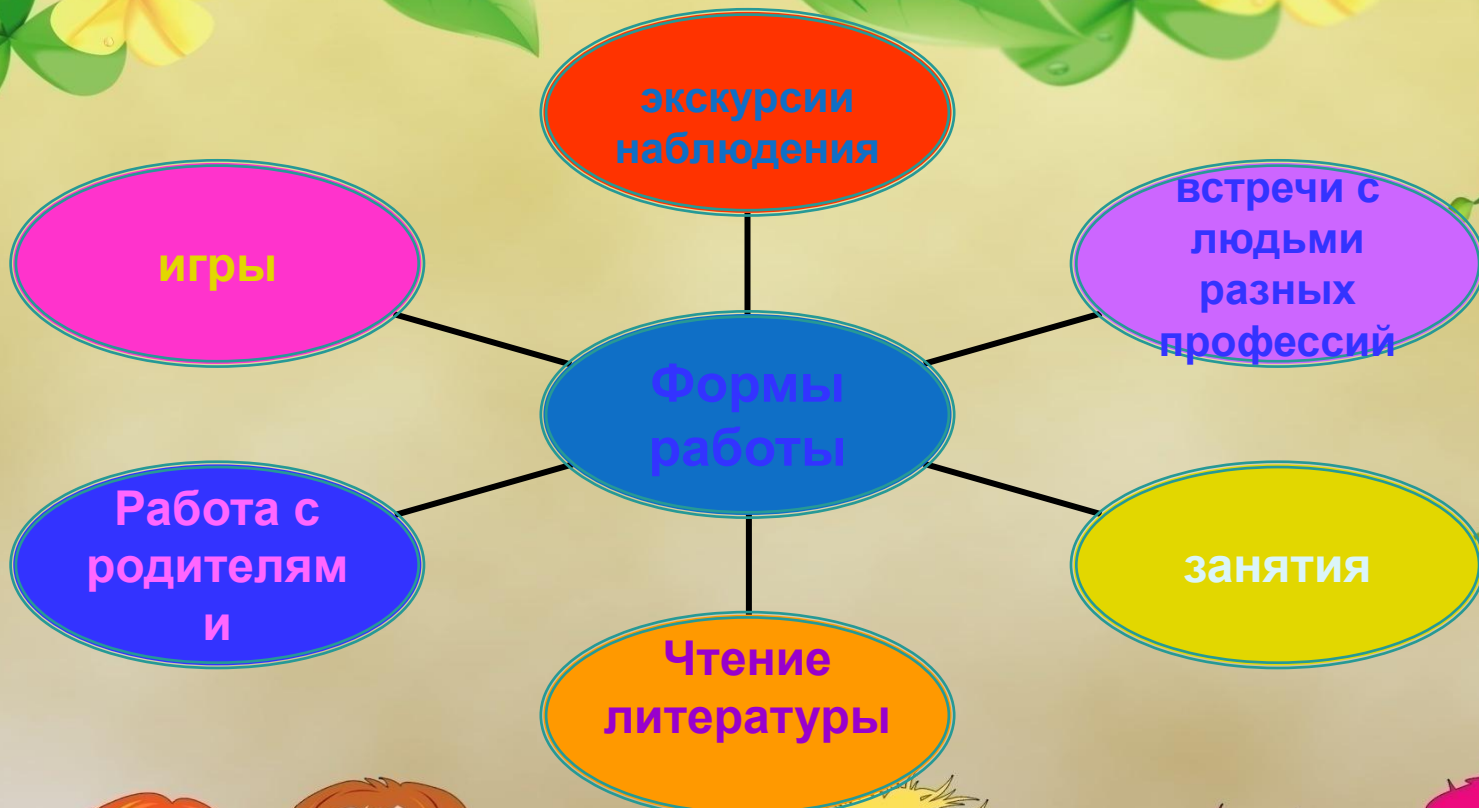 экскурсии
наблюдения
встречи с
людьми
разных
профессий
игры
Формы
работы
Работа с
родителям
и
занятия
Чтение
литературы